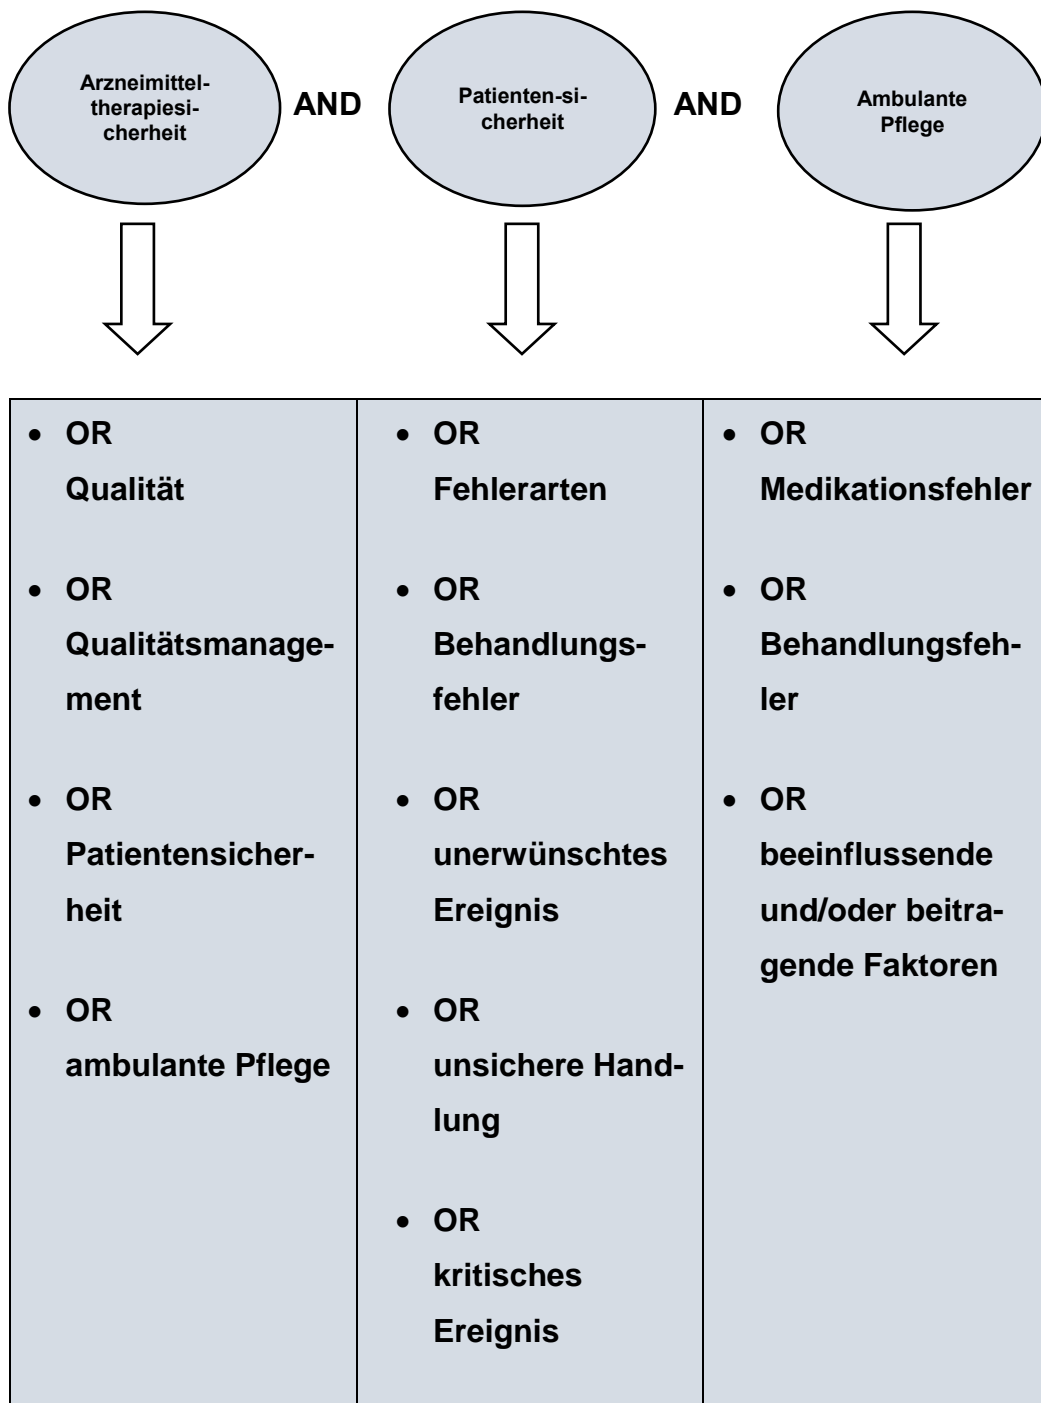 Arzneimittel-
therapiesi-
cherheit
AND
Patienten-si-
cherheit
AND
Ambulante
Pflege
• OR
Qualität
• OR
Qualitätsmanage-
ment
• OR
Patientensicher-
heit
• OR
ambulante Pflege
• OR
Fehlerarten
• OR
Behandlungs-
fehler
• OR
unerwünschtes
Ereignis
• OR
unsichere Hand-
lung
• OR
kritisches
Ereignis
• OR
Medikationsfehler
• OR
Behandlungsfeh-
ler
• OR
beeinflussende
und/oder beitra-
gende Faktoren